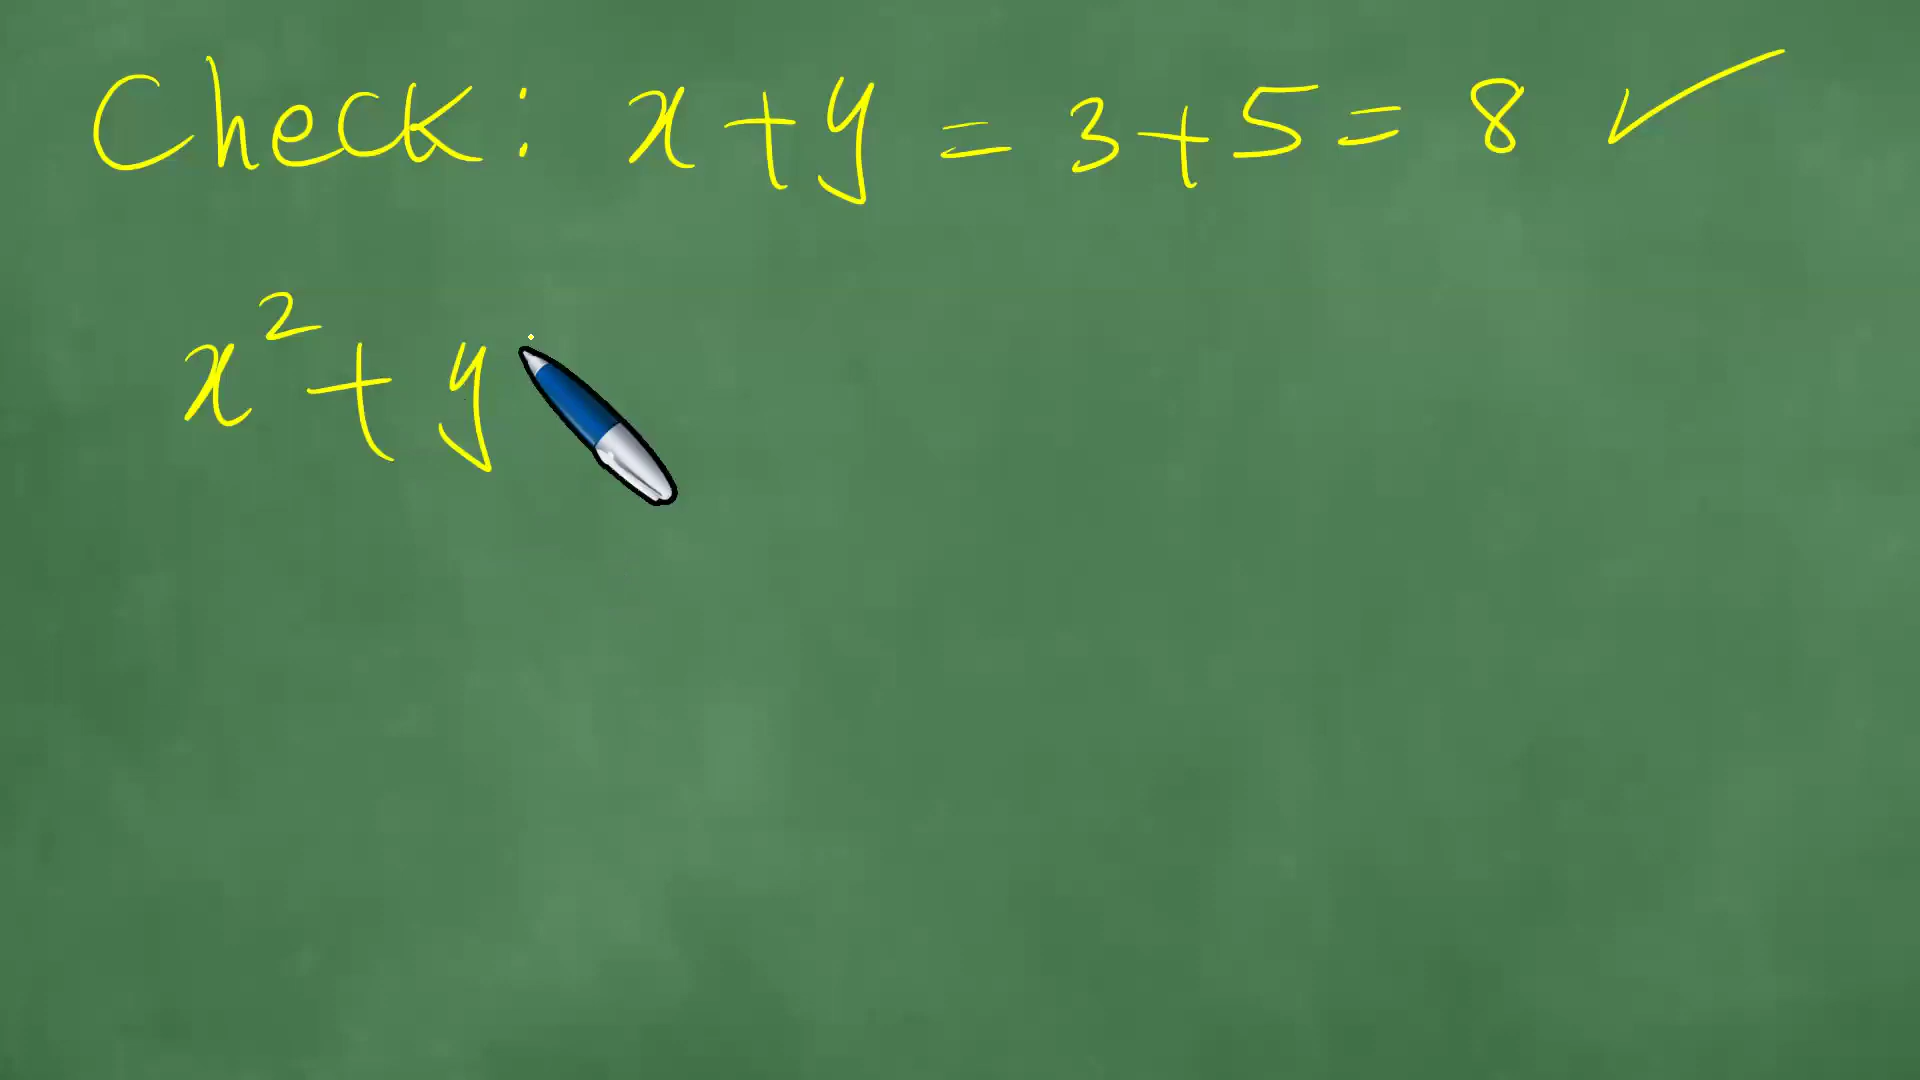 Check: x + y = 3 + 5 = 8 ✓
x² + y